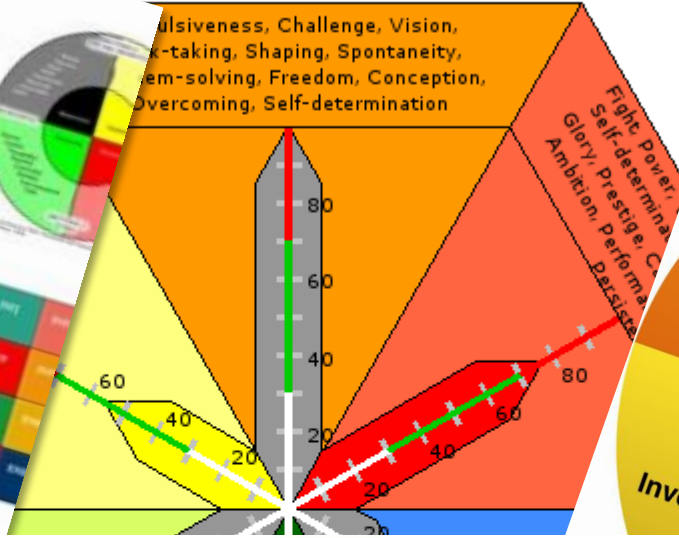 ulsiveness, Challenge, Vision,
k-taking, Shaping, Spontaneity,
em-solving, Freedom, Conception,
Overcoming, Self-determination
Fight, Power,
Self-determina
Glory, Prestige, C
Ambition, Performa
Persiste
80
60
40
20
60
40
20
80
60
40
20
20
Inv